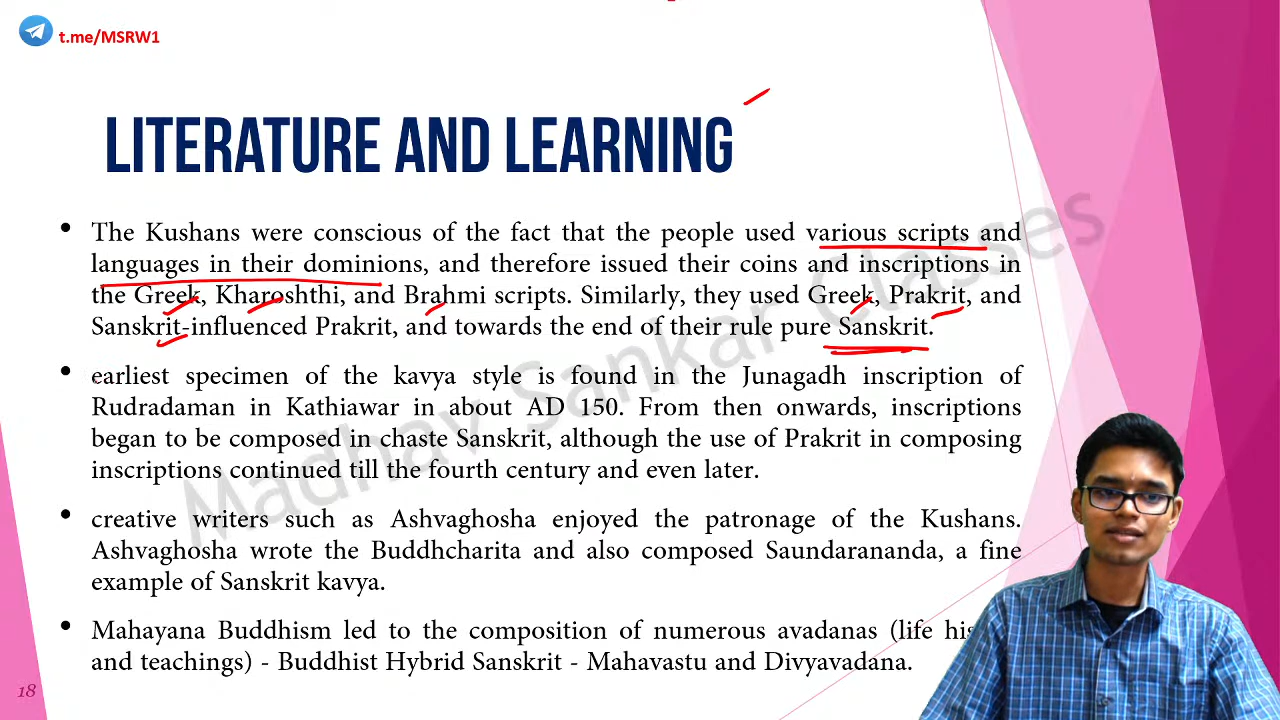 t.me/MSRW1
LITERATURE AND LEARNING
• The Kushans were conscious of the fact that the people used various scripts and
languages in their dominions, and therefore issued their coins and inscriptions in
the Greek, Kharoshthi, and Brahmi scripts. Similarly, they used Greek, Prakrit, and
Sanskrit-influenced Prakrit, and towards the end of their rule pure Sanskrit.
• earliest specimen of the kavya style is found in the Junagadh inscription of
Rudradaman in Kathiawar in about AD 150. From then onwards, inscriptions
began to be composed in chaste Sanskrit, although the use of Prakrit in composing
inscriptions continued till the fourth century and even later.
• creative writers such as Ashvaghosha enjoyed the patronage of the Kushans.
Ashvaghosha wrote the Buddhcharita and also composed Saundarananda, a fine
example of Sanskrit kavya.
• Mahayana Buddhism led to the composition of numerous avadanas (life
and teachings) - Buddhist Hybrid Sanskrit - Mahavastu and Divyavadana.
Madhav Sankar Classes
18